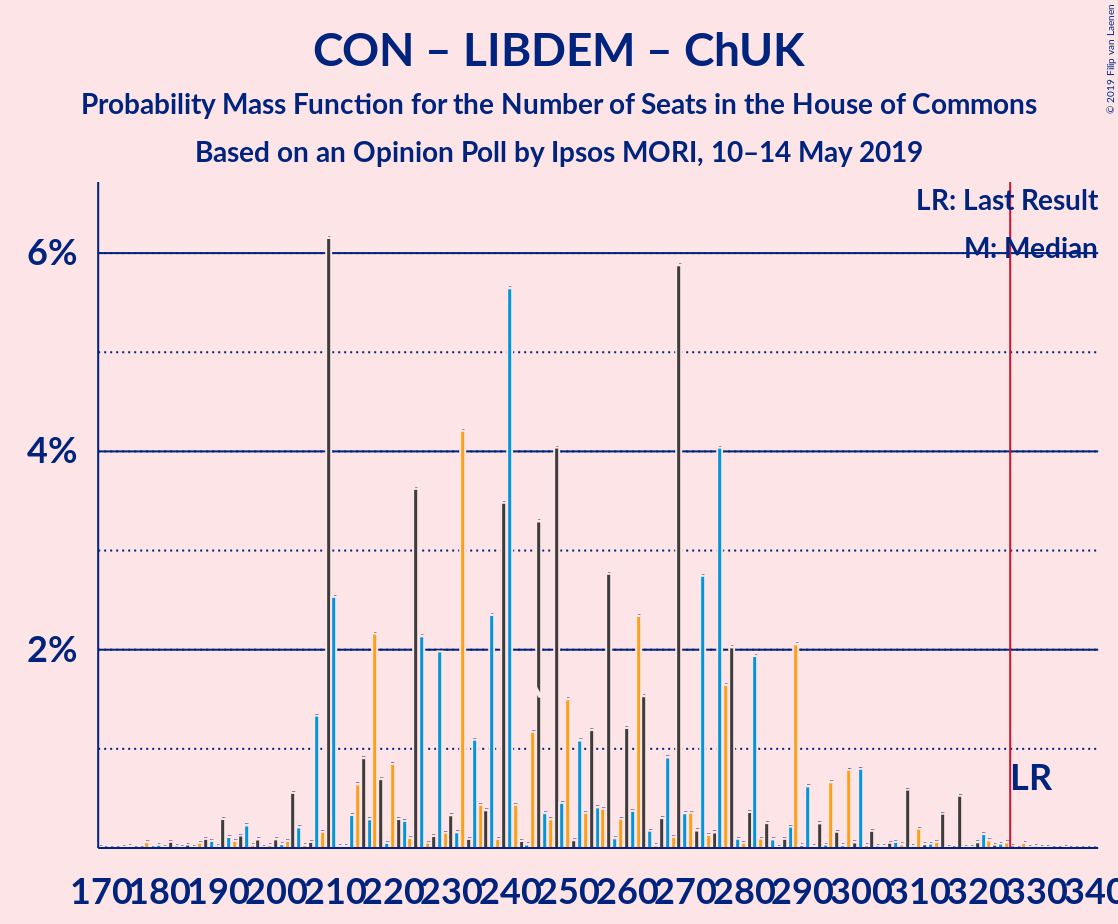 CON – LIBDEM – ChUK
Probability Mass Function for the Number of Seats in the House of Commons
Based on an Opinion Poll by Ipsos MORI, 10–14 May 2019
© 2019 Filip van Laenen
LR: Last Result
M: Median
6%
4%
2%
LR
170 180 190 200 210 220 230 240 250 260 270 280 290 300 310 320 330 340